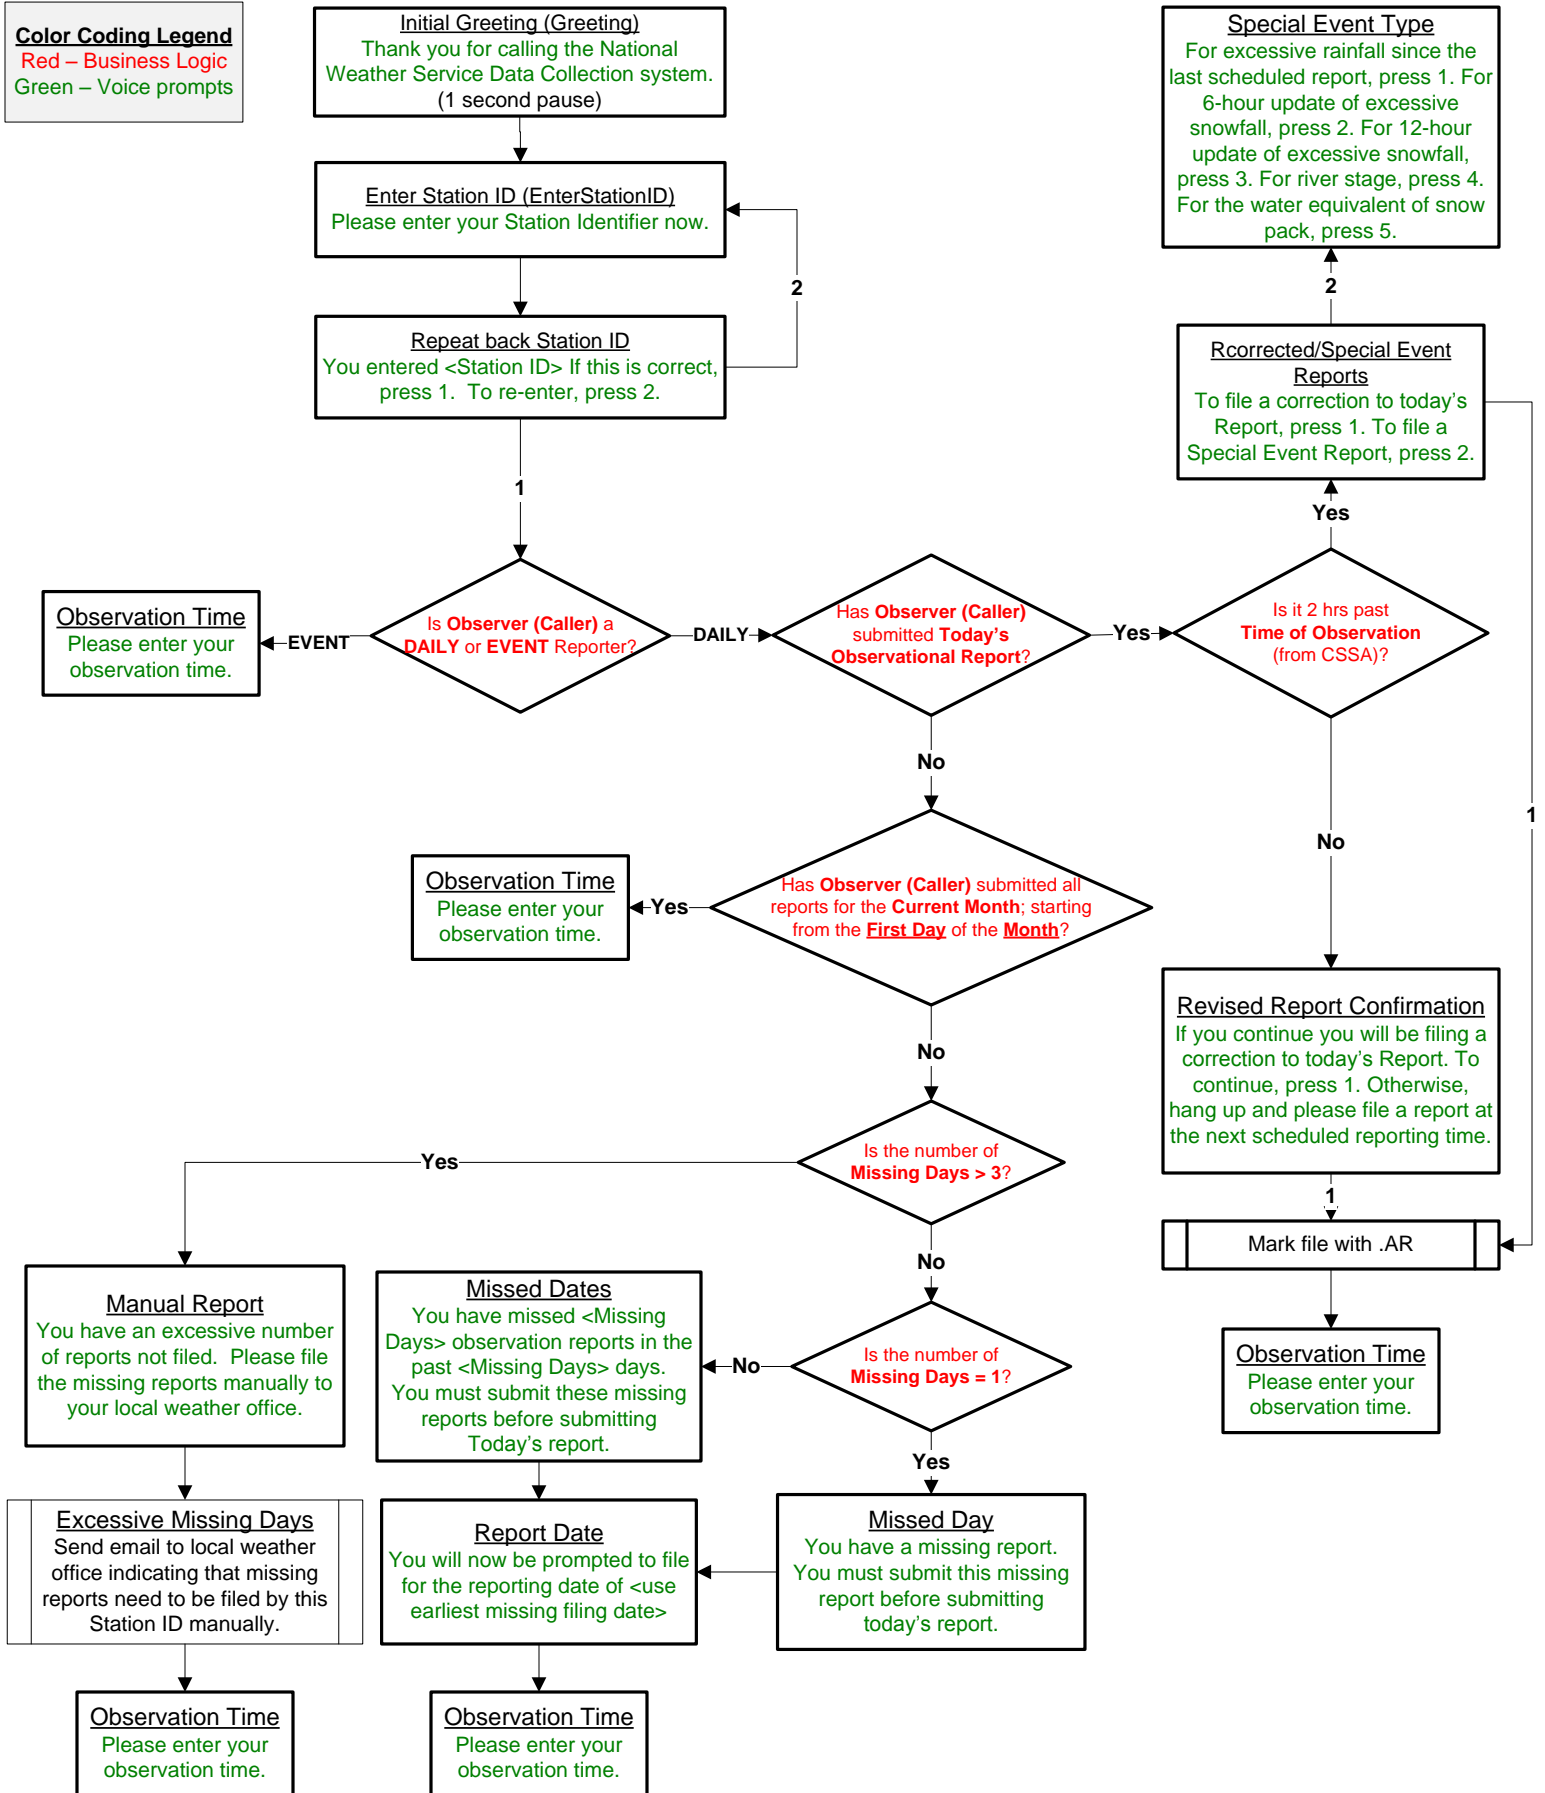 Color Coding Legend
Red – Business Logic
Green – Voice prompts
Initial Greeting (Greeting)
Thank you for calling the National
Weather Service Data Collection system.
(1 second pause)
Special Event Type
For excessive rainfall since the
last scheduled report, press 1. For
6-hour update of excessive
snowfall, press 2. For 12-hour
update of excessive snowfall,
press 3. For river stage, press 4.
For the water equivalent of snow
pack, press 5.
Enter Station ID (EnterStationID)
Please enter your Station Identifier now.
2
2
Repeat back Station ID
You entered <Station ID> If this is correct,
press 1.  To re-enter, press 2.
Rcorrected/Special Event
Reports
To file a correction to today's
Report, press 1. To file a
Special Event Report, press 2.
1
Yes
Observation Time
Please enter your
observation time.
EVENT
Is Observer (Caller) a
DAILY or EVENT Reporter?
DAILY
Has Observer (Caller)
submitted Today's
Observational Report?
Yes
Is it 2 hrs past
Time of Observation
(from CSSA)?
No
1
No
Observation Time
Please enter your
observation time.
Yes
Has Observer (Caller) submitted all
reports for the Current Month; starting
from the First Day of the Month?
No
Revised Report Confirmation
If you continue you will be filing a
correction to today's Report. To
continue, press 1. Otherwise,
hang up and please file a report at
the next scheduled reporting time.
Yes
Is the number of
Missing Days > 3?
1
Mark file with .AR
No
Manual Report
You have an excessive number
of reports not filed.  Please file
the missing reports manually to
your local weather office.
Missed Dates
You have missed <Missing
Days> observation reports in the
past <Missing Days> days.
You must submit these missing
reports before submitting
Today's report.
No
Is the number of
Missing Days = 1?
Observation Time
Please enter your
observation time.
Yes
Excessive Missing Days
Send email to local weather
office indicating that missing
reports need to be filed by this
Station ID manually.
Report Date
You will now be prompted to file
for the reporting date of <use
earliest missing filing date>
Missed Day
You have a missing report.
You must submit this missing
report before submitting
today's report.
Observation Time
Please enter your
observation time.
Observation Time
Please enter your
observation time.